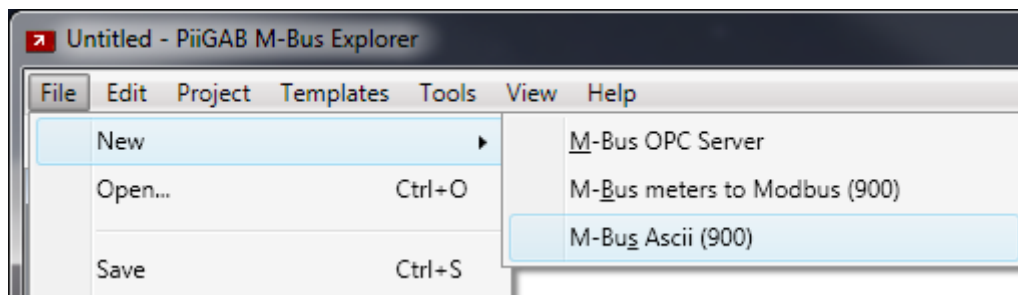 Untitled - PiiGAB M-Bus Explorer
File Edit Project Templates Tools View Help
New
M-Bus OPC Server
Open... Ctrl+O
M-Bus meters to Modbus (900)
M-Bus Ascii (900)
Save Ctrl+S